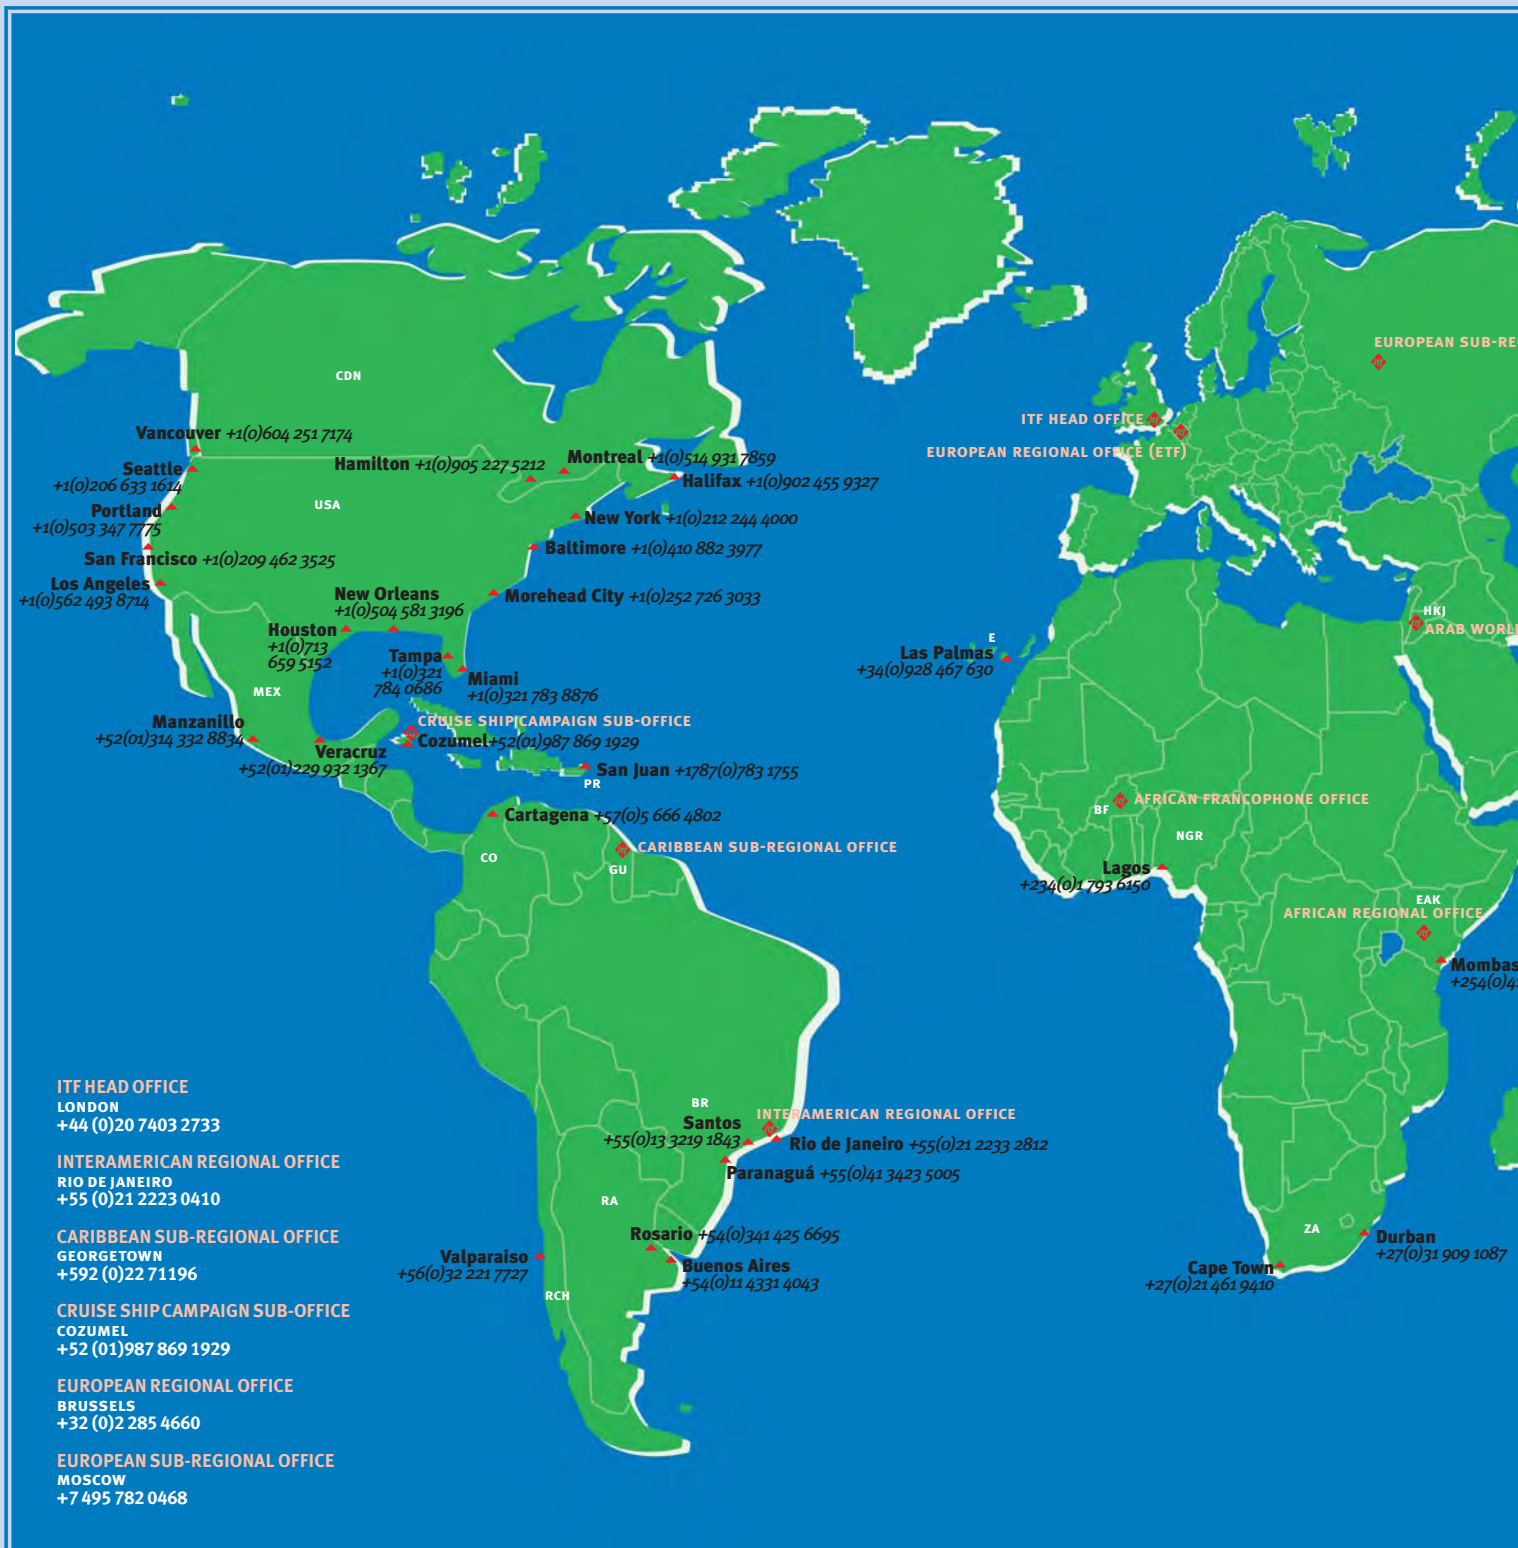 EUROPEAN SUB-RE
CDN
ITF HEAD OFFICE
EUROPEAN REGIONAL OFFICE (ETF)
Vancouver +1(0)604 251 7174
Seattle
+1(0)206 633 1614
Hamilton +1(0)905 227 5212
Montreal +1(0)514 931 7859
Halifax +1(0)902 455 9327
USA
Portland
+1(0)503 347 7775
New York +1(0)212 244 4000
San Francisco +1(0)209 462 3525
Baltimore +1(0)410 882 3977
Los Angeles
+1(0)562 493 8714
New Orleans
+1(0)504 581 3196
Morehead City +1(0)252 726 3033
Houston
+1(0)713
659 5152
Tampa
+1(0)321
784 0686
Miami
+1(0)321 783 8876
HKJ
ARAB WORL
E
Las Palmas
+34(0)928 467 630
MEX
Manzanillo
+52(01)314 332 8834
Veracruz
+52(01)229 932 1367
CRUISE SHIP CAMPAIGN SUB-OFFICE
Cozumel +52(01)987 869 1929
San Juan +1787(0)783 1755
PR
Cartagena +57(0)5 666 4802
CO
CARIBBEAN SUB-REGIONAL OFFICE
GU
AFRICAN FRANCOPHONE OFFICE
BF
NGR
Lagos
+234(0)1 793 6150
EAK
AFRICAN REGIONAL OFFICE
Mombas
+254(0)4
BR
INTERAMERICAN REGIONAL OFFICE
Santos
+55(0)13 3219 1843
Rio de Janeiro +55(0)21 2233 2812
Paranaguá +55(0)41 3423 5005
RA
Rosario +54(0)341 425 6695
Valparaiso
+56(0)32 221 7727
Buenos Aires
+54(0)11 4331 4043
RCH
ZA
Durban
+27(0)31 909 1087
Cape Town
+27(0)21 461 9410
ITF HEAD OFFICE
LONDON
+44 (0)20 7403 2733
INTERAMERICAN REGIONAL OFFICE
RIO DE JANEIRO
+55 (0)21 2223 0410
CARIBBEAN SUB-REGIONAL OFFICE
GEORGETOWN
+592 (0)22 71196
CRUISE SHIP CAMPAIGN SUB-OFFICE
COZUMEL
+52 (01)987 869 1929
EUROPEAN REGIONAL OFFICE
BRUSSELS
+32 (0)2 285 4660
EUROPEAN SUB-REGIONAL OFFICE
MOSCOW
+7 495 782 0468